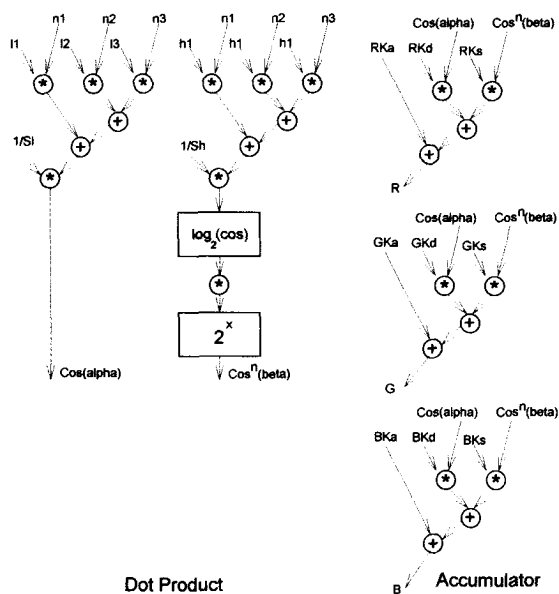 l1 n1 l2 n2 l3 n3
* * *
+
+
1/Sl
*
Cos(alpha)
h1 n1 h1 n2 h1 n3
* * *
+
+
1/Sh
*
log2(cos)
*
2^x
Cos^n(beta)
Dot Product
Cos(alpha) Cos^n(beta)
RKa RKd RKs
* *
+
+
R
Cos(alpha) Cos^n(beta)
GKa GKd GKs
* *
+
+
G
Cos(alpha) Cos^n(beta)
BKa BKd BKs
* *
+
+
B
Accumulator